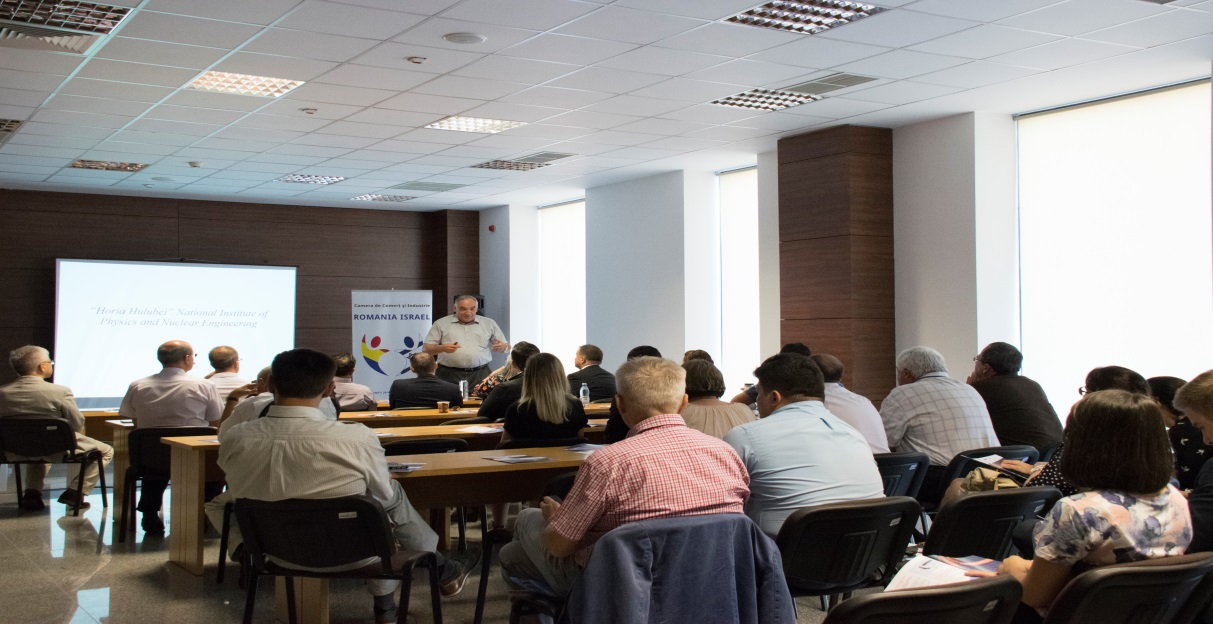 "Horia Hulubei" National Institute of
Physics and Nuclear Engineering
Camera de Comerț și Industrie
ROMANIA ISRAEL